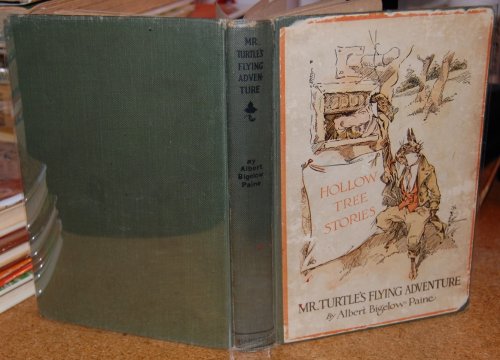 MR.
TURTLE'S
FLYING
ADVEN-
TURE
By
Albert
Bigelow
Paine
HOLLOW
TREE
STORIES
MR. TURTLE'S FLYING ADVENTURE
By Albert Bigelow Paine